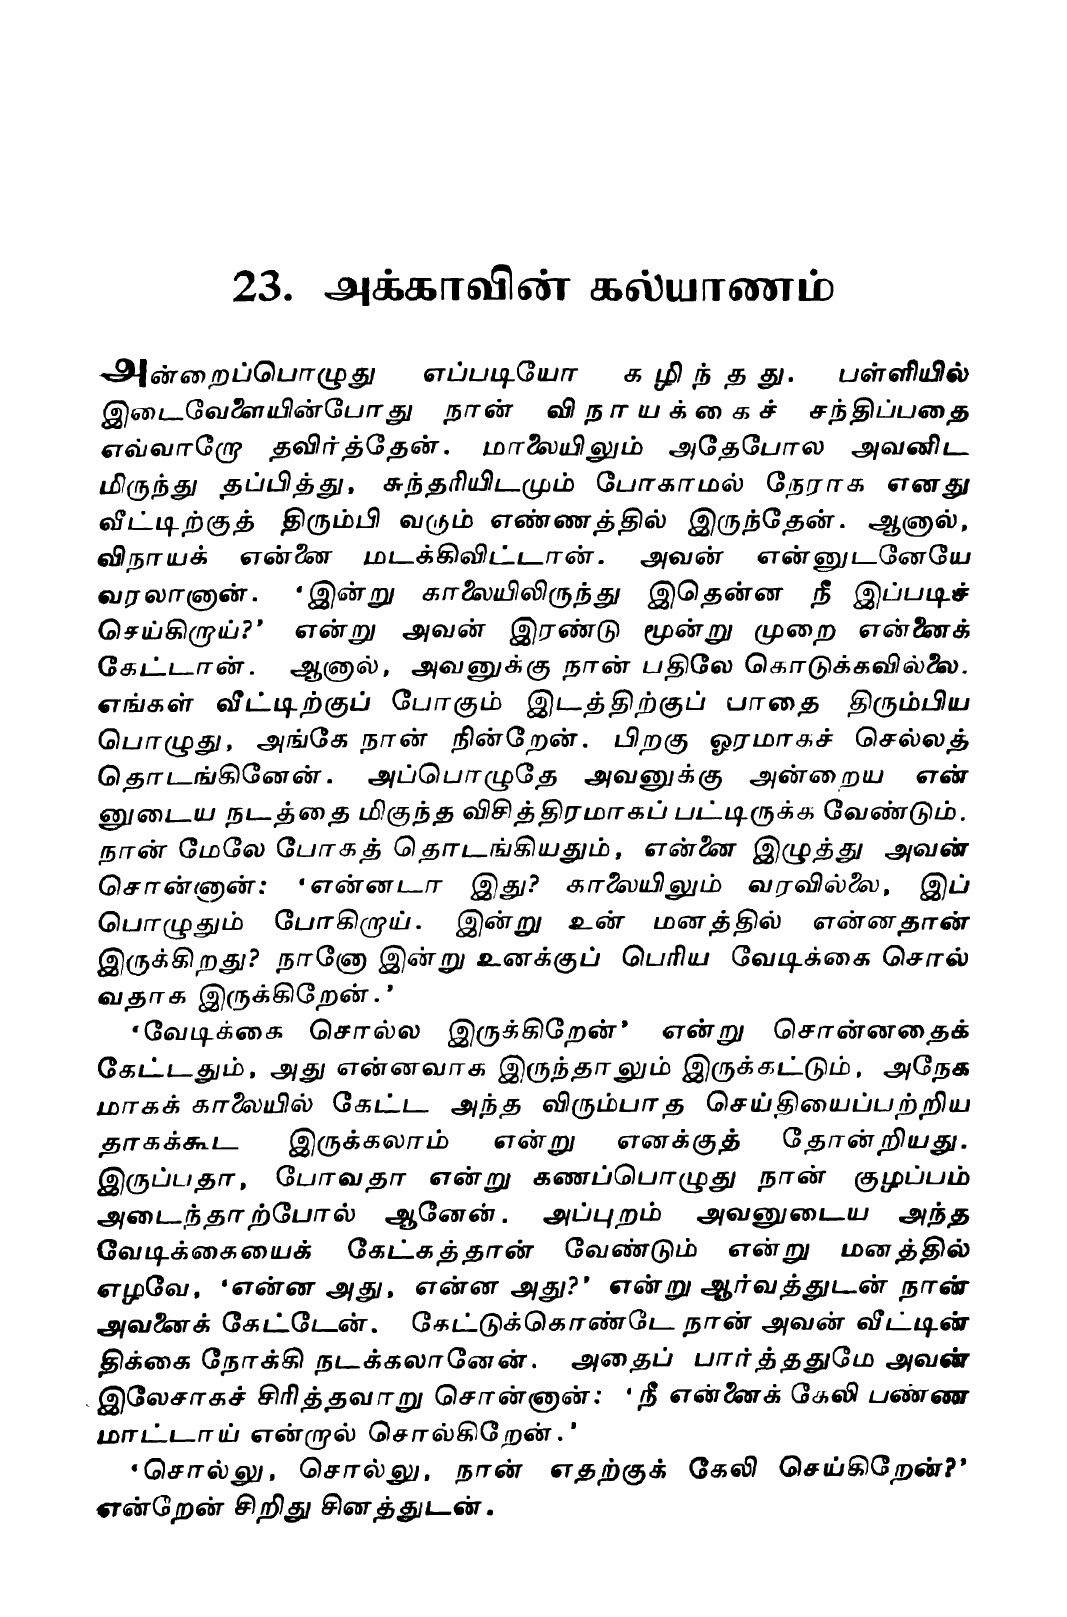 23. அக்காவின் கல்யாணம்
அன்றைப்பொழுது எப்படியோ கழிந்தது. பள்ளியில்
இடைவேளையின்போது நான் விநாயக்கைச் சந்திப்பதை
எவ்வாறோ தவிர்த்தேன். மாலையிலும் அதேபோல அவனிட
மிருந்து தப்பித்து, சுந்தரியிடமும் போகாமல் நேராக எனது
வீட்டிற்குத் திரும்பி வரும் எண்ணத்தில் இருந்தேன். ஆனால்,
விநாயக் என்னை மடக்கிவிட்டான். அவன் என்னுடனேயே
வரலானான். ‘இன்று காலையிலிருந்து இதென்ன நீ இப்படிச்
செய்கிறாய்?’ என்று அவன் இரண்டு மூன்று முறை என்னைக்
கேட்டான். ஆனால், அவனுக்கு நான் பதிலே கொடுக்கவில்லை.
எங்கள் வீட்டிற்குப் போகும் இடத்திற்குப் பாதை திரும்பிய
பொழுது, அங்கே நான் நின்றேன். பிறகு ஓரமாகச் செல்லத்
தொடங்கினேன். அப்பொழுதே அவனுக்கு அன்றைய என்
னுடைய நடத்தை மிகுந்த விசித்திரமாகப் பட்டிருக்க வேண்டும்.
நான் மேலே போகத் தொடங்கியதும், என்னை இழுத்து அவன்
சொன்னான்: ‘என்னடா இது? காலையிலும் வரவில்லை, இப்
பொழுதும் போகிறாய். இன்று உன் மனத்தில் என்னதான்
இருக்கிறது? நானோ இன்று உனக்குப் பெரிய வேடிக்கை சொல்
வதாக இருக்கிறேன்.’
‘வேடிக்கை சொல்ல இருக்கிறேன்’ என்று சொன்னதைக்
கேட்டதும், அது என்னவாக இருந்தாலும் இருக்கட்டும், அநேக
மாகக் காலையில் கேட்ட அந்த விரும்பாத செய்தியைப்பற்றிய
தாகக்கூட இருக்கலாம் என்று எனக்குத் தோன்றியது.
இருப்பதா, போவதா என்று கணப்பொழுது நான் குழப்பம்
அடைந்தாற்போல் ஆனேன். அப்புறம் அவனுடைய அந்த
வேடிக்கையைக் கேட்கத்தான் வேண்டும் என்று மனத்தில்
எழவே, ‘என்ன அது, என்ன அது?’ என்று ஆர்வத்துடன் நான்
அவனைக் கேட்டேன். கேட்டுக்கொண்டே நான் அவன் வீட்டின்
திக்கை நோக்கி நடக்கலானேன். அதைப் பார்த்ததுமே அவன்
இலேசாகச் சிரித்தவாறு சொன்னான்: ‘நீ என்னைக் கேலி பண்ண
மாட்டாய் என்றால் சொல்கிறேன்.’
‘சொல்லு, சொல்லு, நான் எதற்குக் கேலி செய்கிறேன்?’
என்றேன் சிறிது சினத்துடன்.